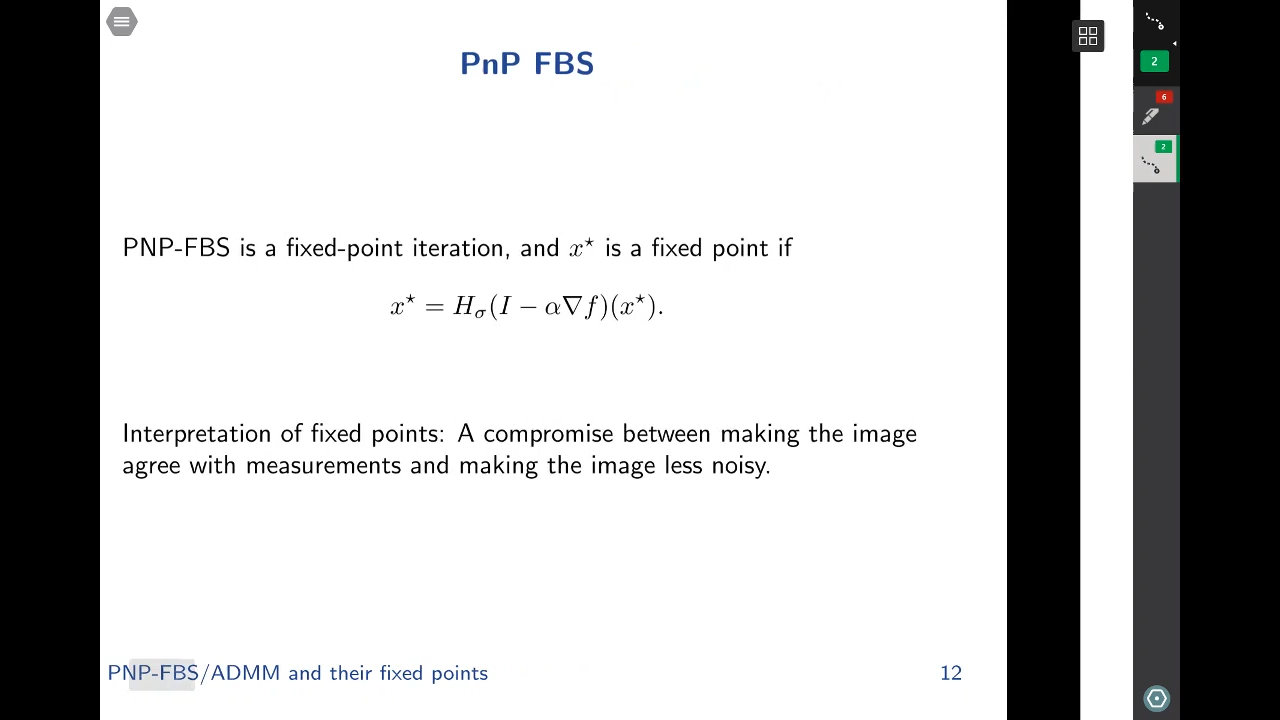 PnP FBS
2
6
2
PNP-FBS is a fixed-point iteration, and x⋆ is a fixed point if
x⋆ = Hσ(I − α∇f)(x⋆).
Interpretation of fixed points: A compromise between making the image
agree with measurements and making the image less noisy.
PNP-FBS/ADMM and their fixed points
12